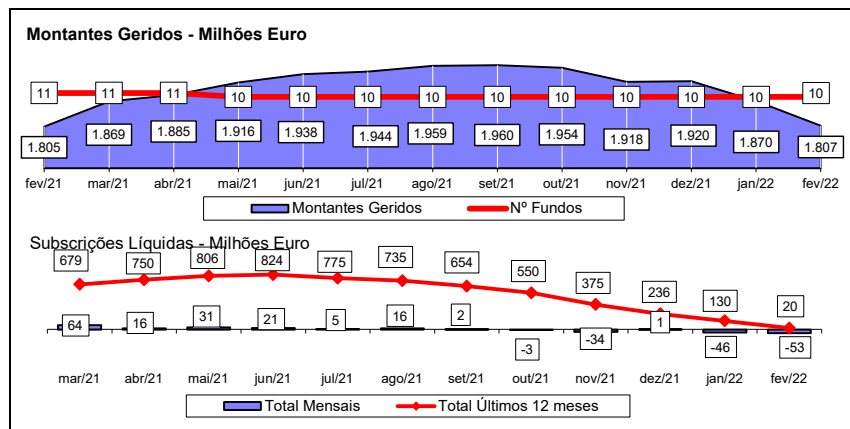 Montantes Geridos - Milhões Euro
11 11 11 10 10 10 10 10 10 10 10 10 10
1.805 1.869 1.885 1.916 1.938 1.944 1.959 1.960 1.954 1.918 1.920 1.870 1.807
fev/21 mar/21 abr/21 mai/21 jun/21 jul/21 ago/21 set/21 out/21 nov/21 dez/21 jan/22 fev/22
Montantes Geridos Nº Fundos
Subscrições Líquidas - Milhões Euro
679 750 806 824 775 735 654 550 375 236 130 20
64 16 31 21 5 16 2 -3 -34 1 -46 -53
mar/21 abr/21 mai/21 jun/21 jul/21 ago/21 set/21 out/21 nov/21 dez/21 jan/22 fev/22
Total Mensais Total Últimos 12 meses